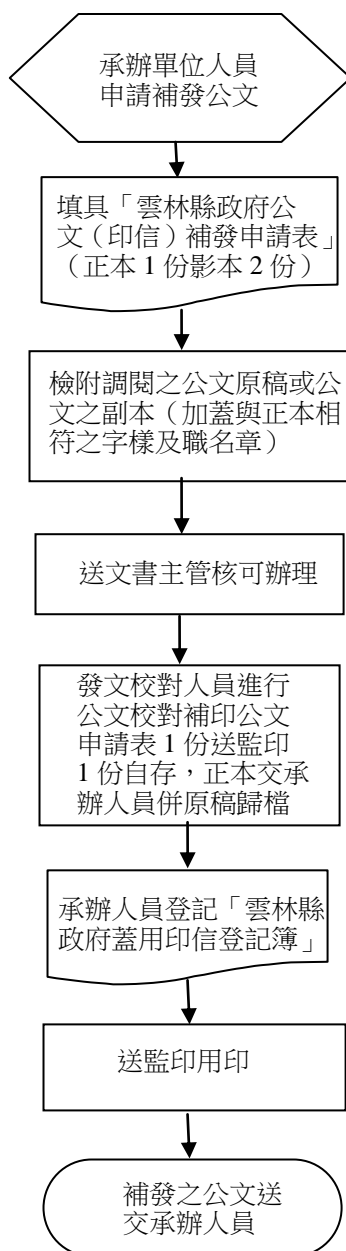 承辦單位人員
申請補發公文
填具「雲林縣政府公
文(印信)補發申請表」
(正本 1 份影本 2 份)
檢附調閱之公文原稿或公
文之副本(加蓋與正本相
符之字樣及職名章)
送文書主管核可辦理
發文校對人員進行
公文校對補印公文
申請表 1 份送監印
1 份自存,正本交承
辦人員併原稿歸檔
承辦人員登記「雲林縣
政府蓋用印信登記簿」
送監印用印
補發之公文送
交承辦人員